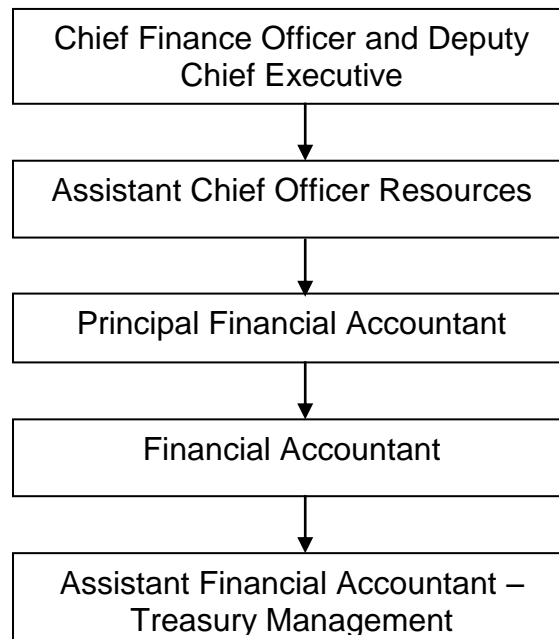 Chief Finance Officer and Deputy
Chief Executive
Assistant Chief Officer Resources
Principal Financial Accountant
Financial Accountant
Assistant Financial Accountant –
Treasury Management